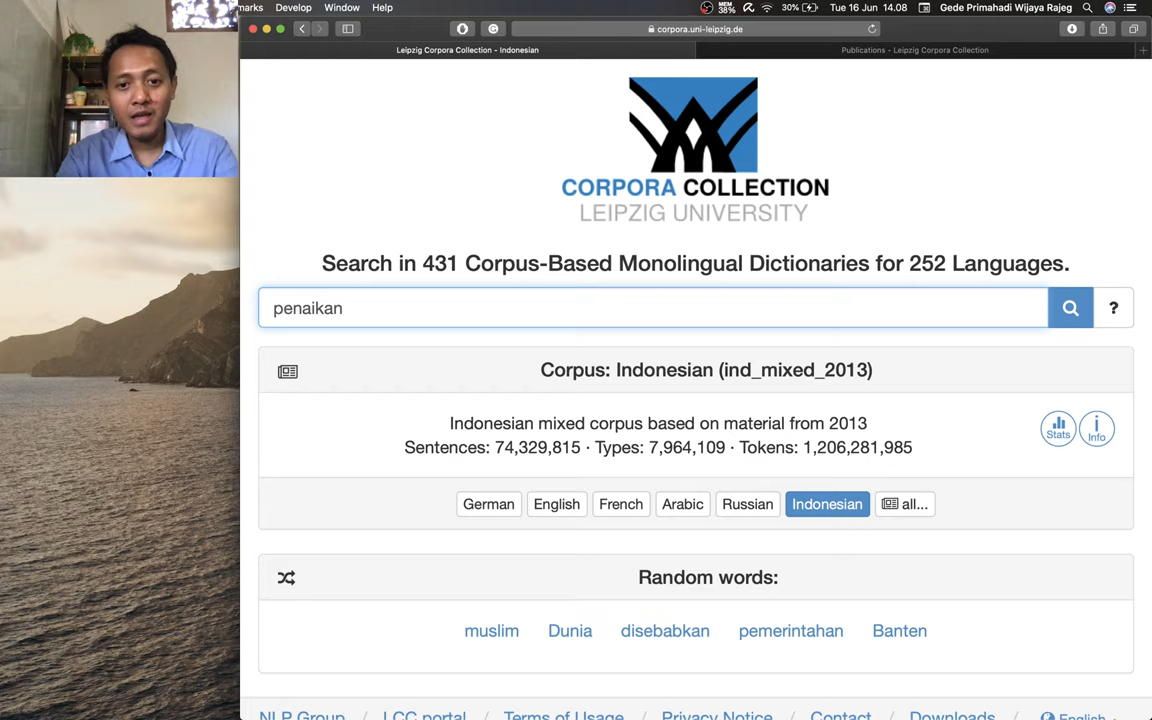 marks Develop Window Help MEM 38% 30% Tue 16 Jun 14.08 Gede Primahadi Wijaya Rajeg
corpora.uni-leipzig.de
Leipzig Corpora Collection - Indonesian Publications - Leipzig Corpora Collection
CORPORA COLLECTION
LEIPZIG UNIVERSITY
Search in 431 Corpus-Based Monolingual Dictionaries for 252 Languages.
penaikan ?
Corpus: Indonesian (ind_mixed_2013)
Indonesian mixed corpus based on material from 2013
Sentences: 74,329,815 · Types: 7,964,109 · Tokens: 1,206,281,985
Stats Info
German English French Arabic Russian Indonesian all...
Random words:
muslim Dunia disebabkan pemerintahan Banten
NLP Group / LCC portal / Terms of Usage / Privacy Notice / Contact / Downloads / English